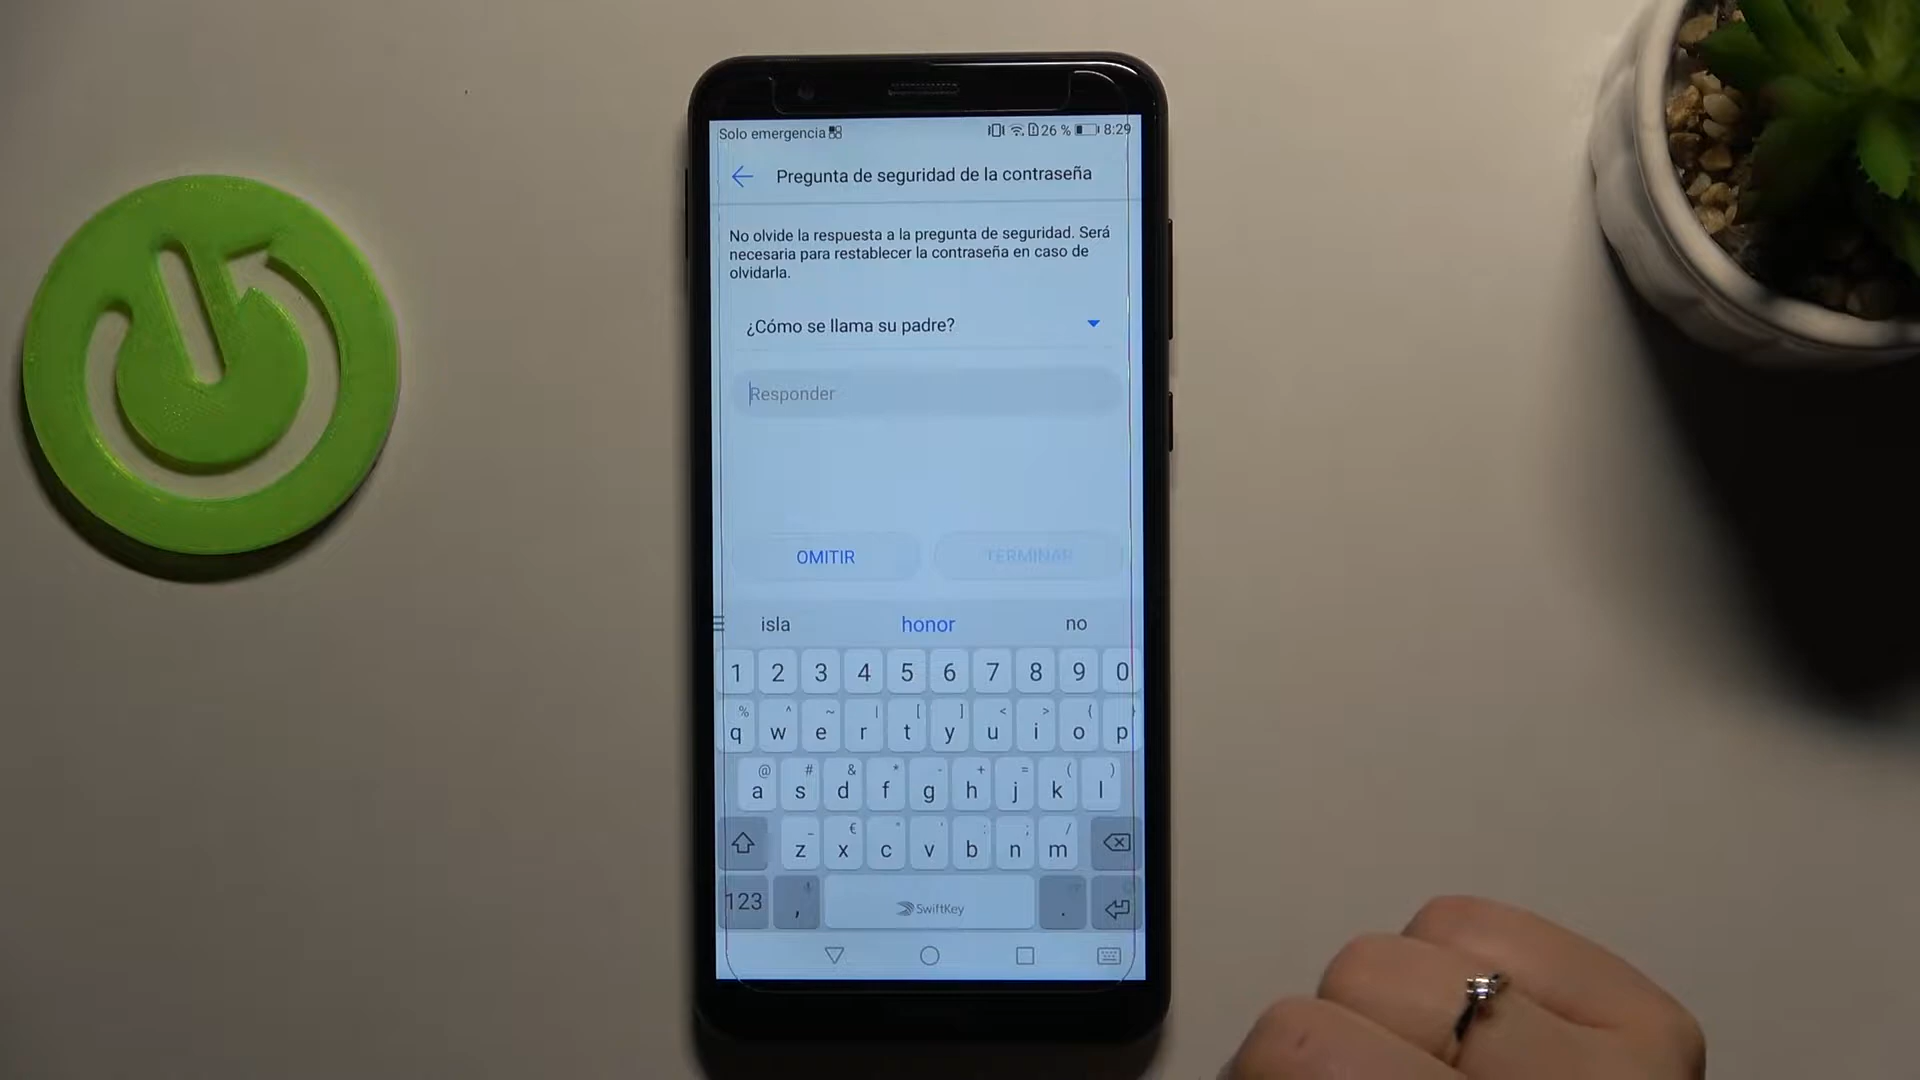 Solo emergencia 26 % 8:29
Pregunta de seguridad de la contraseña
No olvide la respuesta a la pregunta de seguridad. Será
necesaria para restablecer la contraseña en caso de
olvidarla.
¿Cómo se llama su padre?
Responder
OMITIR TERMINAR
isla honor no
1 2 3 4 5 6 7 8 9 0
% ^ ~ | [ ] < > { }
q w e r t y u i o p
@ # & * - + = ( )
a s d f g h j k l
_ € " ' : ; /
z x c v b n m
123 , SwiftKey .